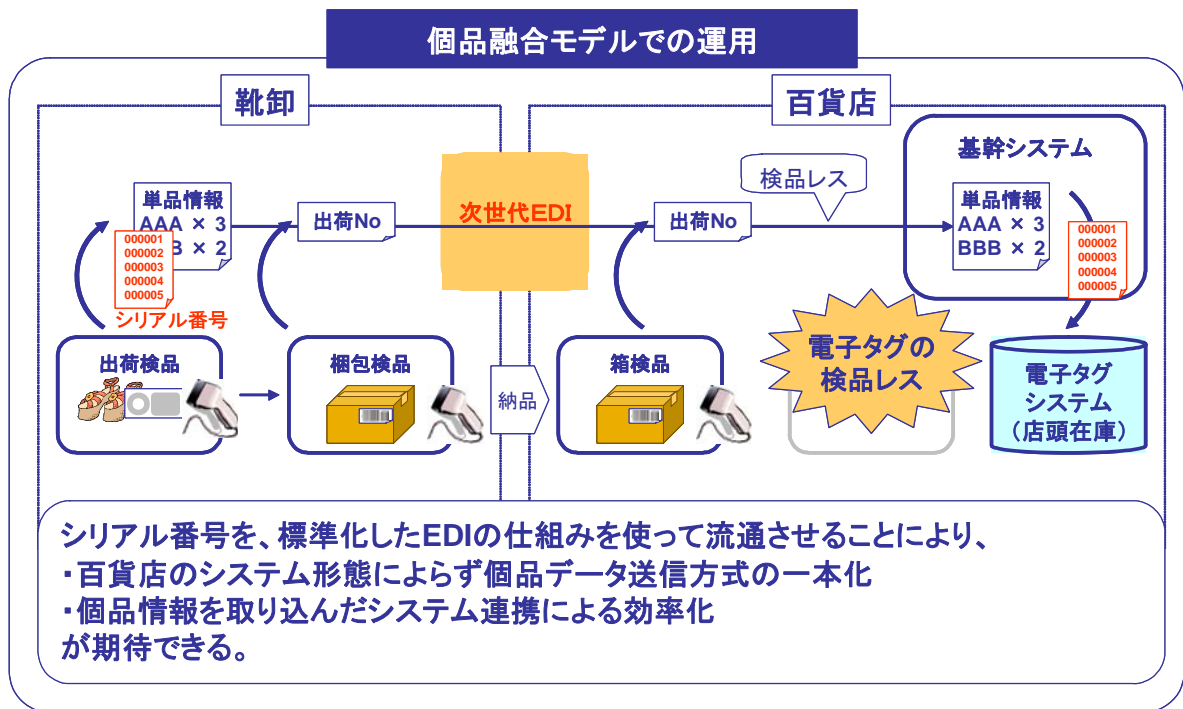 個品融合モデルでの運用
靴卸
百貨店
単品情報
AAA × 3
B × 2
000001
000002
000003
000004
000005
シリアル番号
出荷No
次世代EDI
出荷No
検品レス
基幹システム
単品情報
AAA × 3
BBB × 2
000001
000002
000003
000004
000005
出荷検品
梱包検品
納品
箱検品
電子タグの
検品レス
電子タグ
システム
(店頭在庫)
シリアル番号を、標準化したEDIの仕組みを使って流通させることにより、
・百貨店のシステム形態によらず個品データ送信方式の一本化
・個品情報を取り込んだシステム連携による効率化
が期待できる。